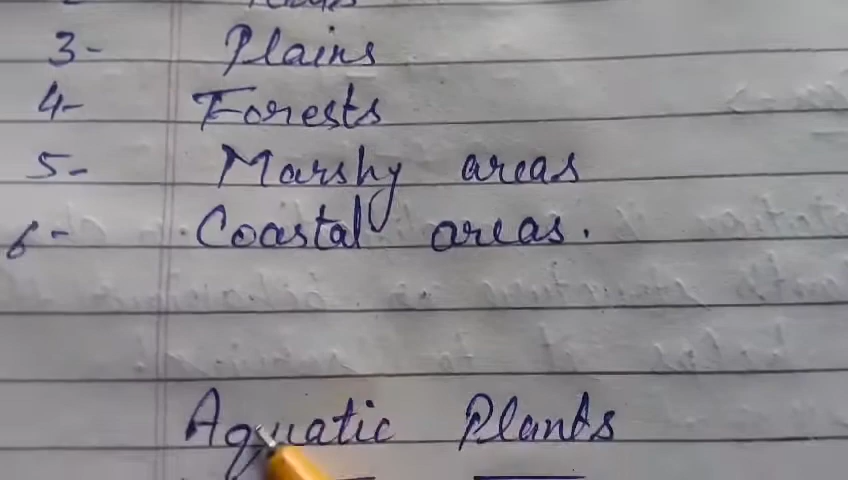 3- Plains
4- Forests
5- Marshy areas
6- Coastal areas.
Aquatic Plants